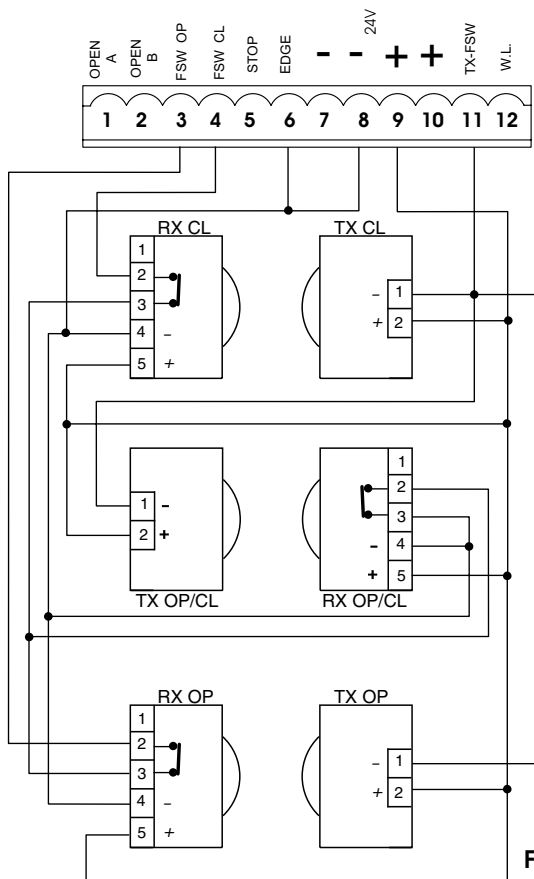 OPEN A
OPEN B
FSW OP
FSW CL
STOP
EDGE
-
-
24V
+
+
TX-FSW
W.L.
1 2 3 4 5 6 7 8 9 10 11 12
RX CL
1
2
3
4 -
5 +
TX CL
- 1
+ 2
1 -
2 +
TX OP/CL
1
2
3
- 4
+ 5
RX OP/CL
RX OP
1
2
3
4 -
5 +
TX OP
- 1
+ 2
F